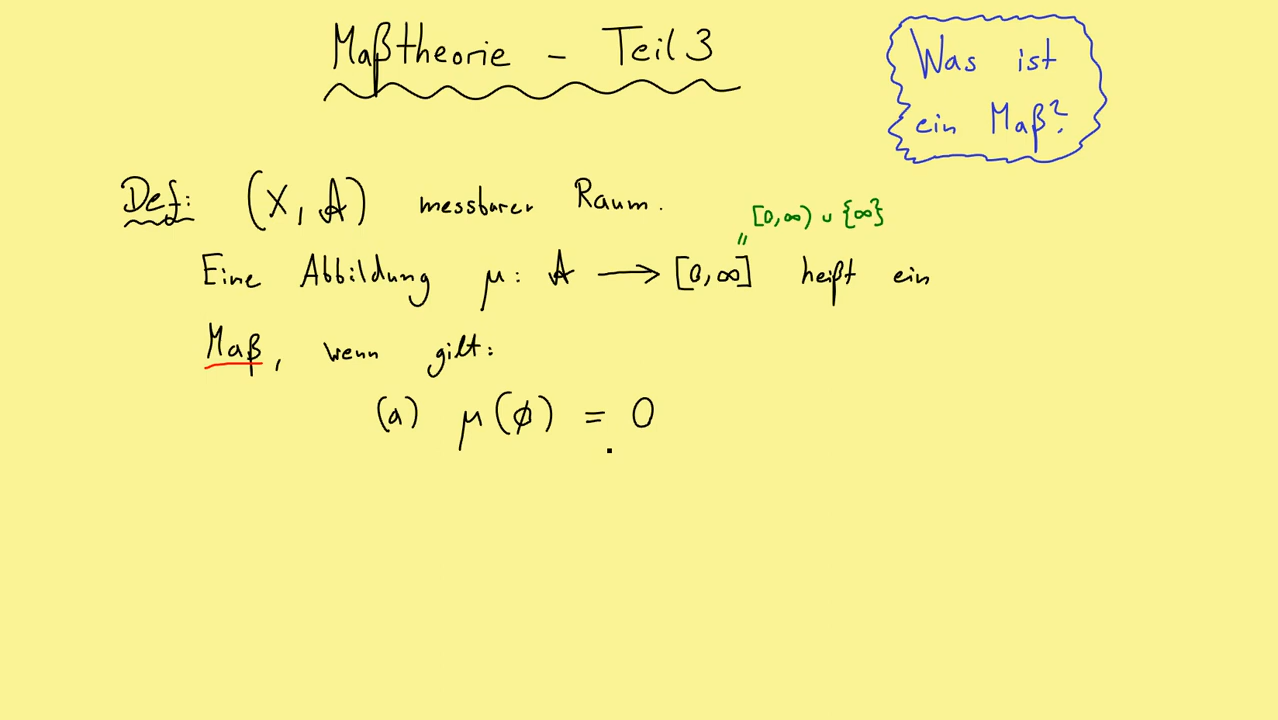 Maßtheorie – Teil 3
Was ist
ein Maß?
Def: (X, 𝒜) messbarer Raum.
[0,∞) ∪ {∞}
=
Eine Abbildung μ: 𝒜 ⟶ [0,∞] heißt ein
Maß, wenn gilt:
(a) μ(∅) = 0